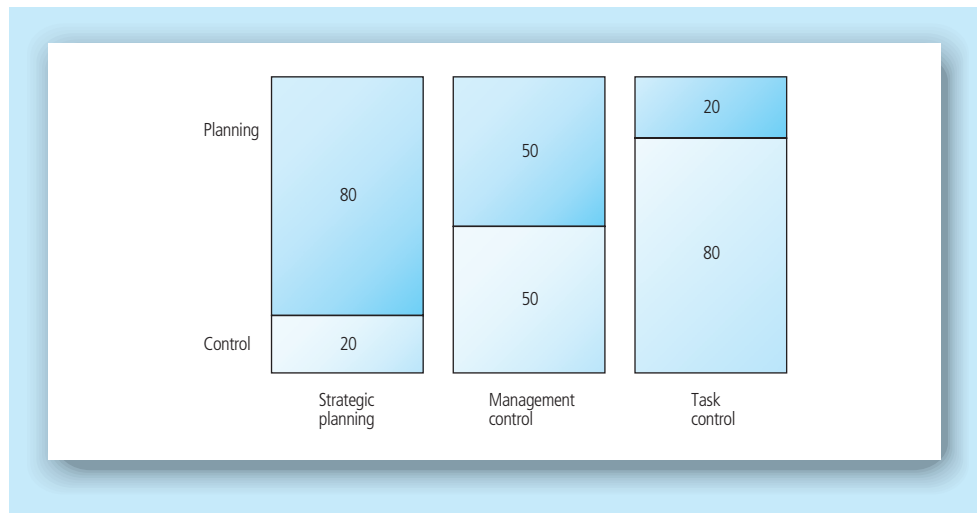 20
Planning
50
80
80
50
Control
20
Strategic
planning
Management
control
Task
control